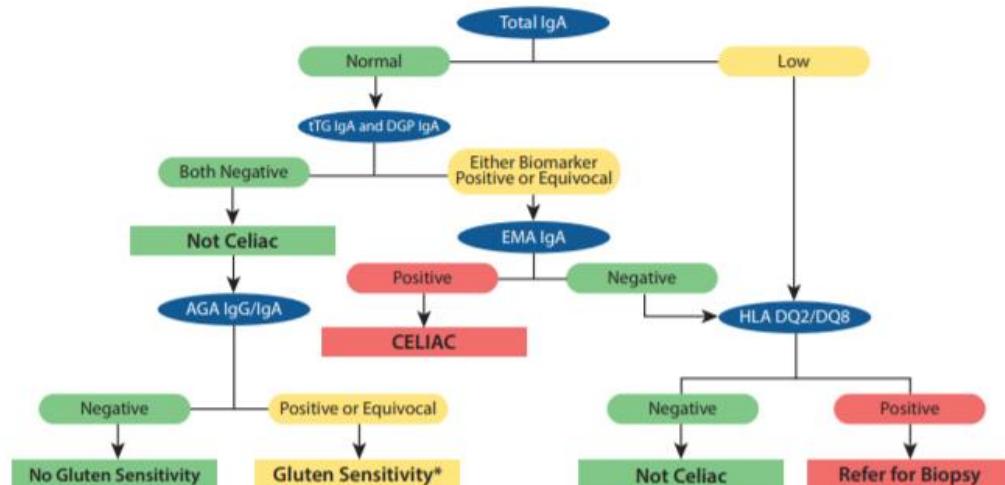 Total IgA
Normal
Low
tTG IgA and DGP IgA
Both Negative
Either Biomarker
Positive or Equivocal
Not Celiac
EMA IgA
Positive
Negative
AGA IgG/IgA
HLA DQ2/DQ8
CELIAC
Negative
Positive or Equivocal
Negative
Positive
No Gluten Sensitivity
Gluten Sensitivity*
Not Celiac
Refer for Biopsy